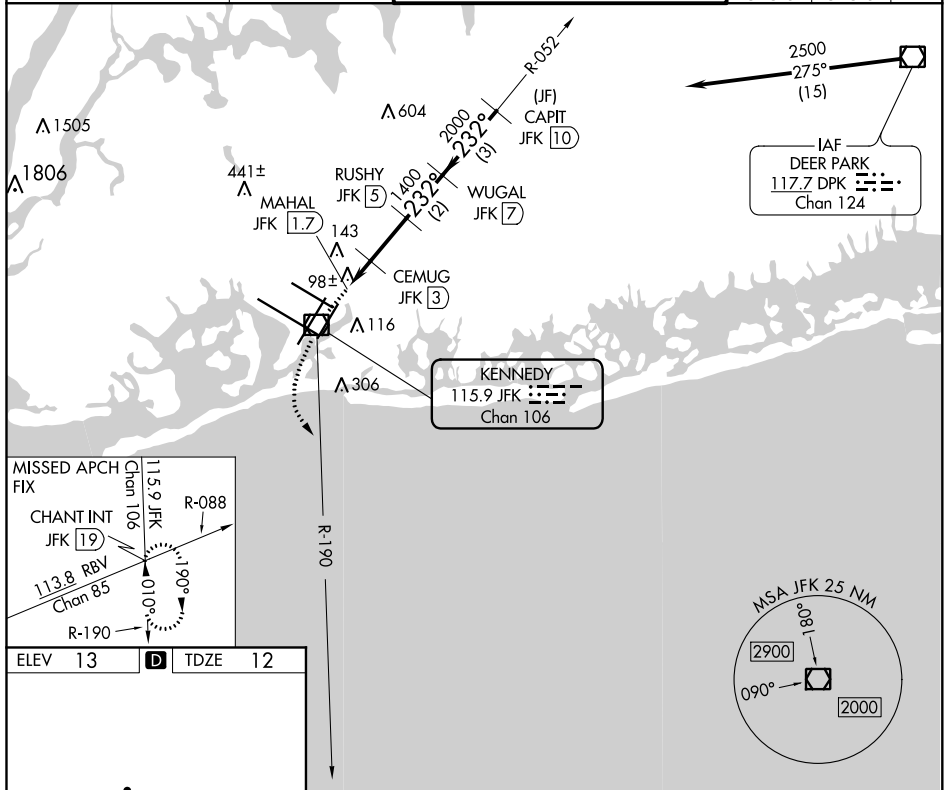 R-052
2500
275°
(15)
(JF)
CAPIT
JFK 10
604
2000
232°
(3)
1505
1806
441±
RUSHY
JFK 5
1400
232°
(2)
WUGAL
JFK 7
IAF
DEER PARK
117.7 DPK
Chan 124
MAHAL
JFK 1.7
143
98±
CEMUG
JFK 3
116
306
KENNEDY
115.9 JFK
Chan 106
R-190
MISSED APCH
FIX
115.9 JFK
Chan 106
R-088
CHANT INT
JFK 19
113.8 RBV
Chan 85
010°
190°
R-190
MSA JFK 25 NM
180°
2900
090°
2000
ELEV 13 D TDZE 12